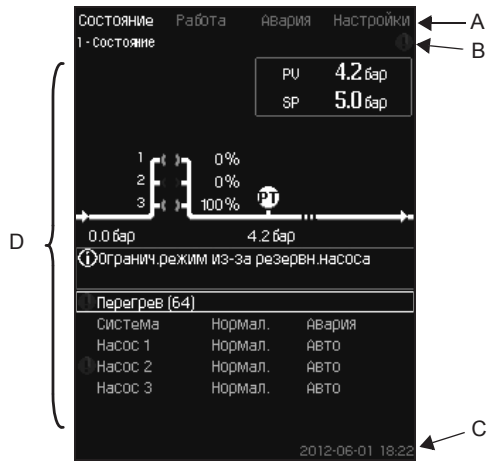 Состояние Работа Авария Настройки A
1 - Состояние B
PV 4.2 бар
SP 5.0 бар
1 0%
2 0%
3 100% PT
D
0.0 бар 4.2 бар
Огранич.режим из-за резервн.насоса
Перегрев (64)
Система Нормал. Авария
Насос 1 Нормал. Авто
Насос 2 Нормал. Авто
Насос 3 Нормал. Авто
C
2012-06-01 18:22